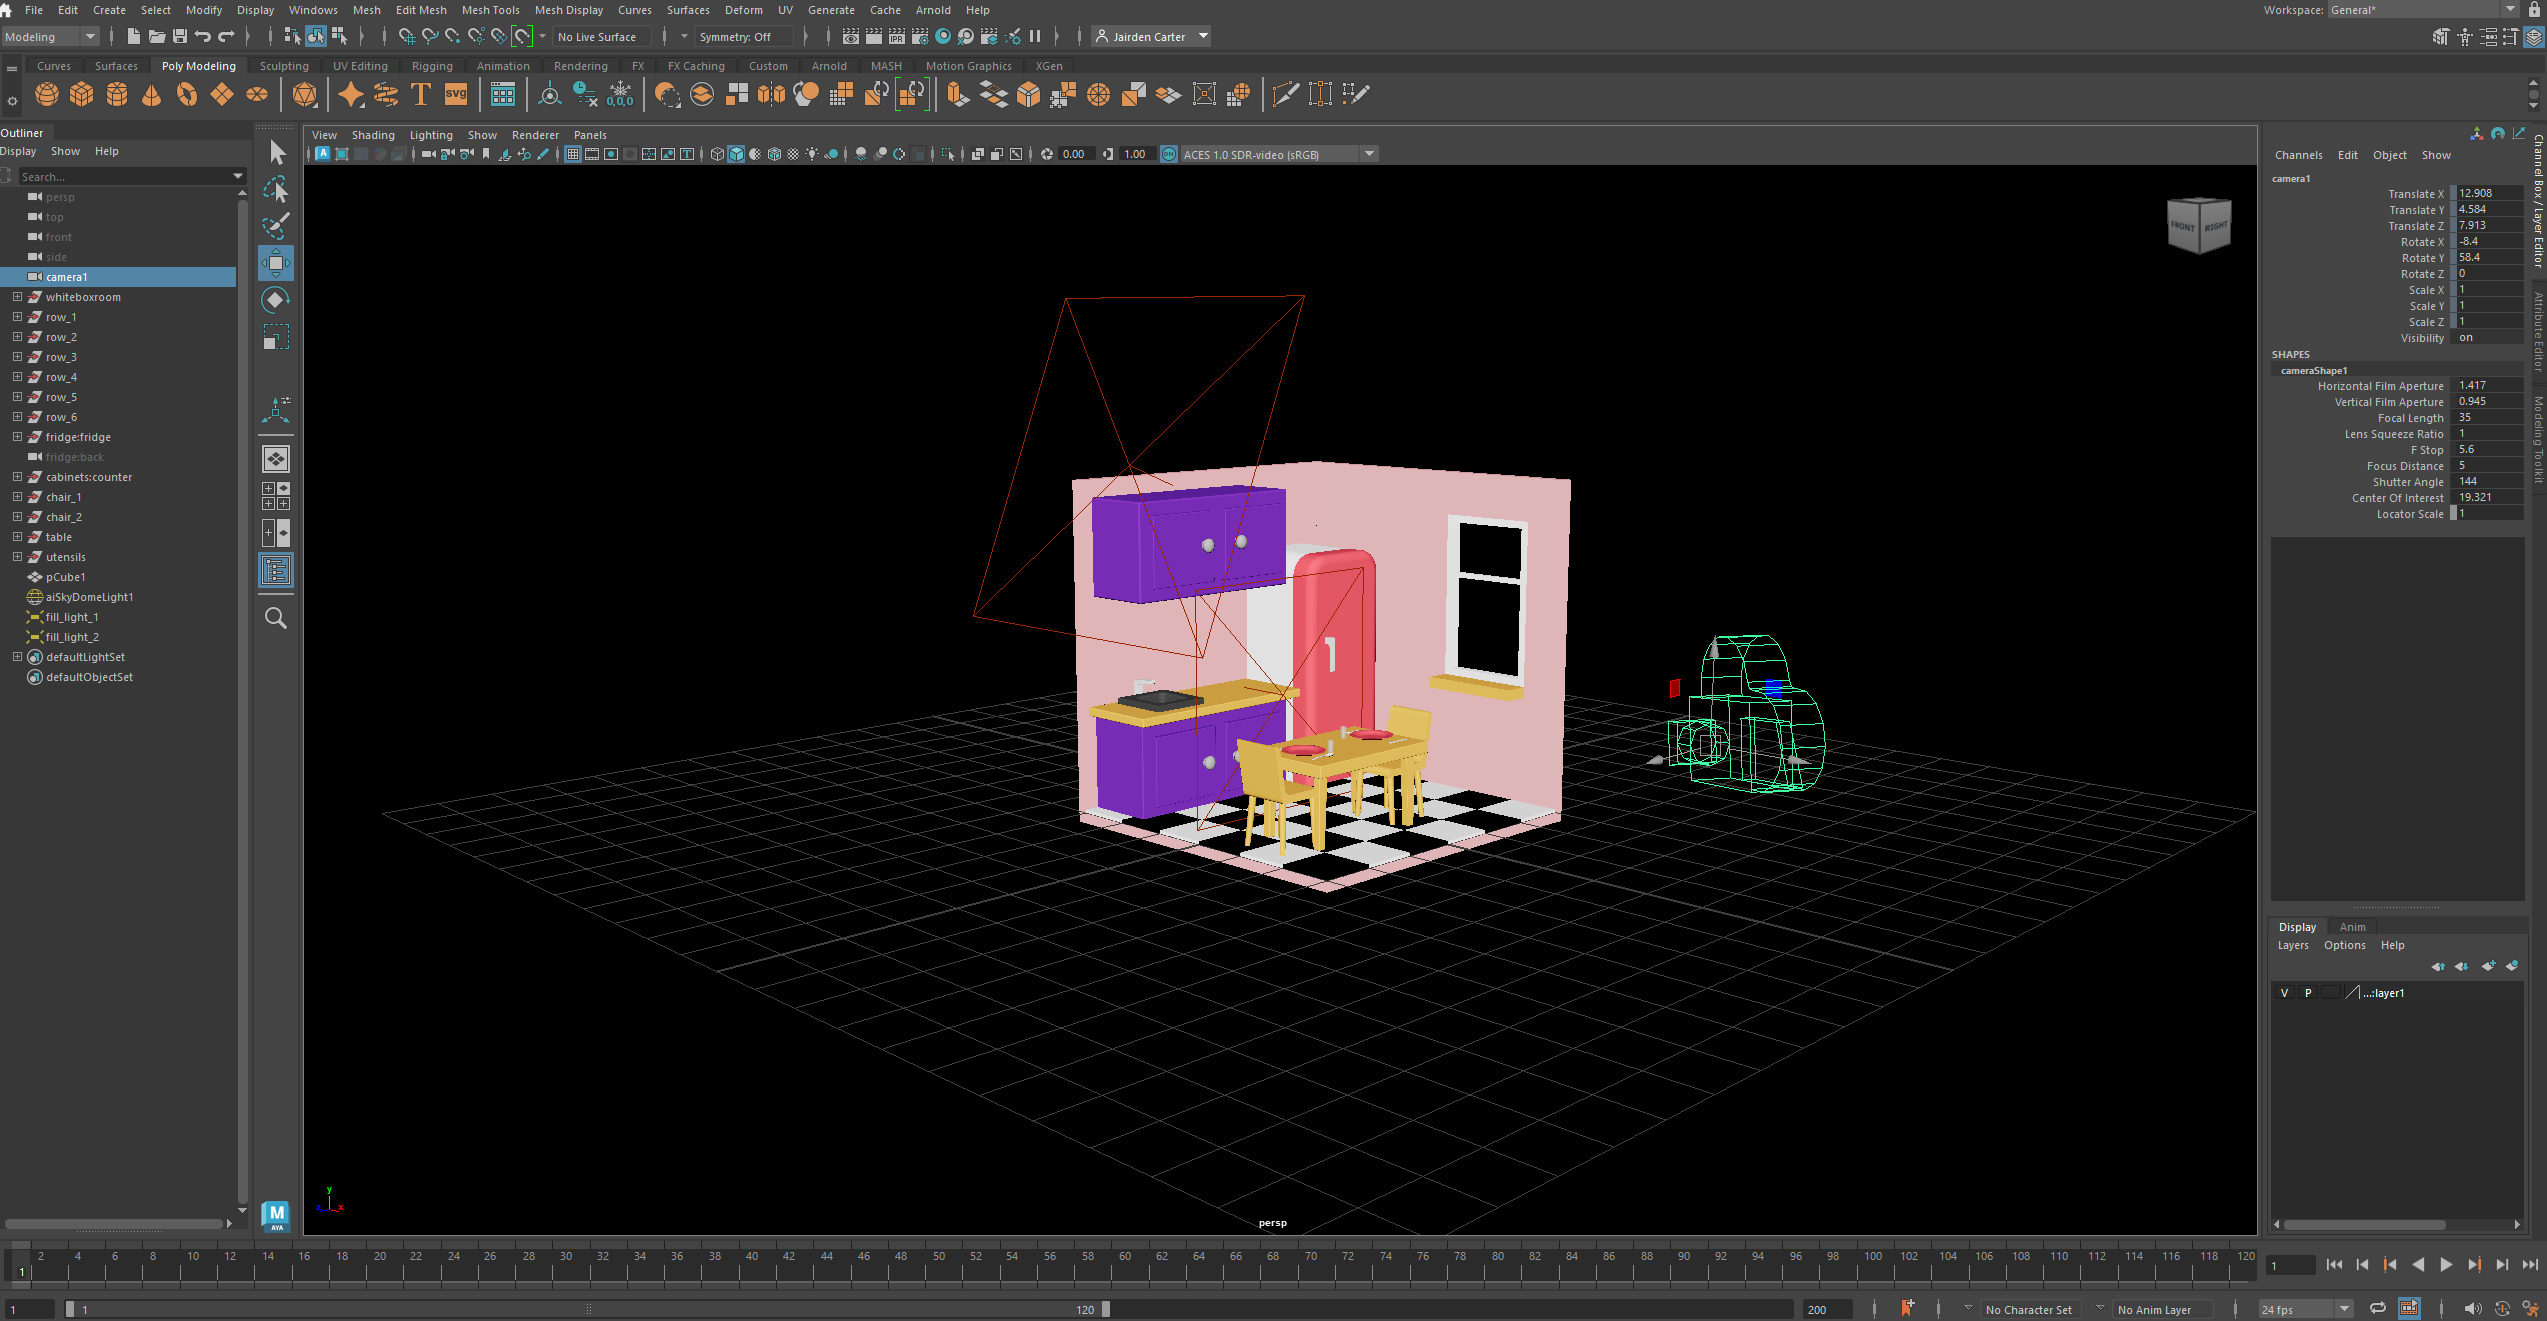 File Edit Create Select Modify Display Windows Mesh Edit Mesh Mesh Tools Mesh Display Curves Surfaces Deform UV Generate Cache Arnold Help
Workspace: General*
Modeling
IPR
No Live Surface
Symmetry: Off
Jairden Carter
Curves Surfaces Poly Modeling Sculpting UV Editing Rigging Animation Rendering FX FX Caching Custom Arnold MASH Motion Graphics XGen
T
SVG
0,0,0
Outliner
Display Show Help
Search...
persp
top
front
side
camera1
whiteboxroom
row_1
row_2
row_3
row_4
row_5
row_6
fridge:fridge
fridge:back
cabinets:counter
chair_1
chair_2
table
utensils
pCube1
aiSkyDomeLight1
fill_light_1
fill_light_2
defaultLightSet
defaultObjectSet
M
AYA
View Shading Lighting Show Renderer Panels
0.00
1.00
ON
ACES 1.0 SDR-video (sRGB)
FRONT RIGHT
y
z
x
persp
Channels Edit Object Show
camera1
Translate X 12.908
Translate Y 4.584
Translate Z 7.913
Rotate X -8.4
Rotate Y 58.4
Rotate Z 0
Scale X 1
Scale Y 1
Scale Z 1
Visibility on
SHAPES
cameraShape1
Horizontal Film Aperture 1.417
Vertical Film Aperture 0.945
Focal Length 35
Lens Squeeze Ratio 1
F Stop 5.6
Focus Distance 5
Shutter Angle 144
Center Of Interest 19.321
Locator Scale 1
Channel Box / Layer Editor
Attribute Editor
Modeling Toolkit
Display Anim
Layers Options Help
V P ...:layer1
2 4 6 8 10 12 14 16 18 20 22 24 26 28 30 32 34 36 38 40 42 44 46 48 50 52 54 56 58 60 62 64 66 68 70 72 74 76 78 80 82 84 86 88 90 92 94 96 98 100 102 104 106 108 110 112 114 116 118 120
1
1
1
1
120
200
No Character Set
No Anim Layer
24 fps